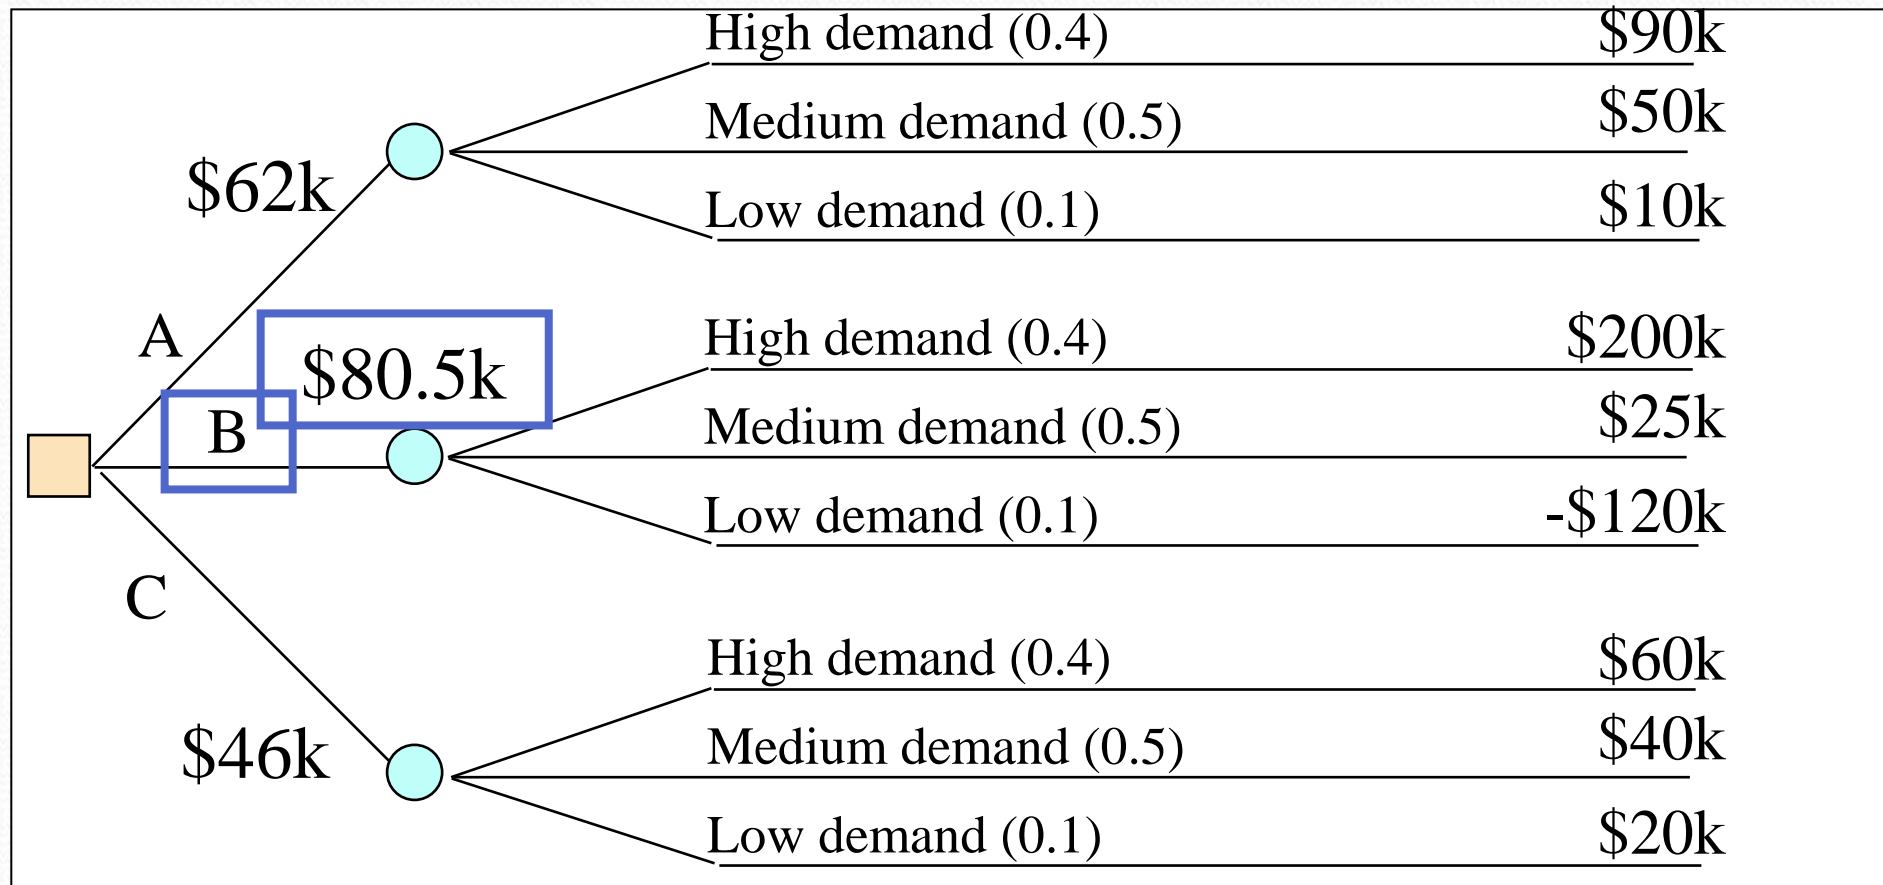 High demand (0.4) $90k
Medium demand (0.5) $50k
$62k
Low demand (0.1) $10k
A
High demand (0.4) $200k
$80.5k
B
Medium demand (0.5) $25k
Low demand (0.1) -$120k
C
High demand (0.4) $60k
$46k
Medium demand (0.5) $40k
Low demand (0.1) $20k